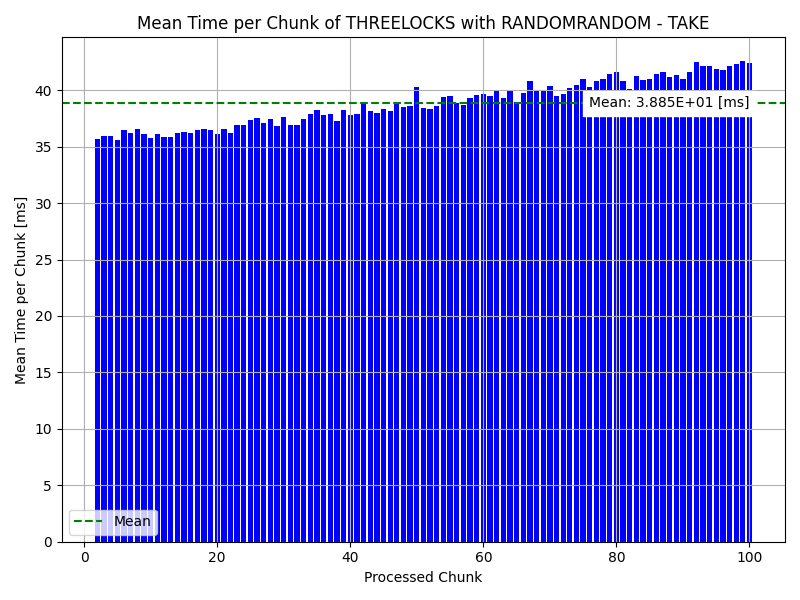 Mean Time per Chunk of THREELOCKS with RANDOMRANDOM - TAKE
Mean Time per Chunk [ms]
40
35
30
25
20
15
10
5
0
Mean: 3.885E+01 [ms]
Mean
0 20 40 60 80 100
Processed Chunk